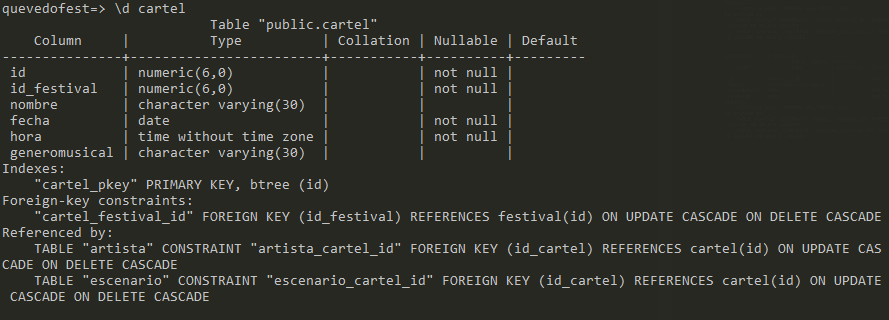 quevedofest=> \d cartel
                          Table "public.cartel"
    Column    |          Type          | Collation | Nullable | Default
--------------+------------------------+-----------+----------+---------
 id           | numeric(6,0)           |           | not null |
 id_festival  | numeric(6,0)           |           | not null |
 nombre       | character varying(30)  |           |          |
 fecha        | date                   |           | not null |
 hora         | time without time zone |           | not null |
 generomusical | character varying(30)  |           |          |
Indexes:
    "cartel_pkey" PRIMARY KEY, btree (id)
Foreign-key constraints:
    "cartel_festival_id" FOREIGN KEY (id_festival) REFERENCES festival(id) ON UPDATE CASCADE ON DELETE CASCADE
Referenced by:
    TABLE "artista" CONSTRAINT "artista_cartel_id" FOREIGN KEY (id_cartel) REFERENCES cartel(id) ON UPDATE CAS
CADE ON DELETE CASCADE
    TABLE "escenario" CONSTRAINT "escenario_cartel_id" FOREIGN KEY (id_cartel) REFERENCES cartel(id) ON UPDATE
 CASCADE ON DELETE CASCADE